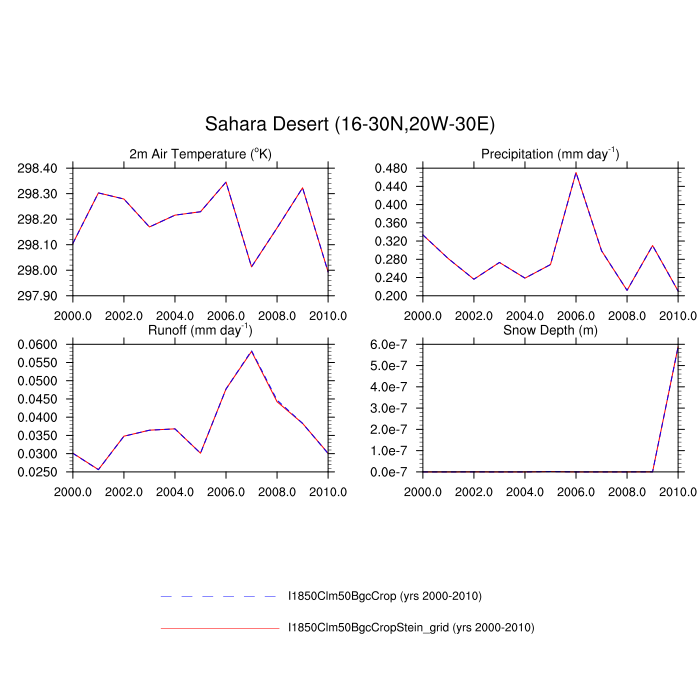 Sahara Desert (16-30N,20W-30E)
2m Air Temperature (°K)
298.40
298.30
298.20
298.10
298.00
297.90
2000.0 2002.0 2004.0 2006.0 2008.0 2010.0
Precipitation (mm day⁻¹)
0.480
0.440
0.400
0.360
0.320
0.280
0.240
0.200
2000.0 2002.0 2004.0 2006.0 2008.0 2010.0
Runoff (mm day⁻¹)
0.0600
0.0550
0.0500
0.0450
0.0400
0.0350
0.0300
0.0250
2000.0 2002.0 2004.0 2006.0 2008.0 2010.0
Snow Depth (m)
6.0e-7
5.0e-7
4.0e-7
3.0e-7
2.0e-7
1.0e-7
0.0e-7
2000.0 2002.0 2004.0 2006.0 2008.0 2010.0
I1850Clm50BgcCrop (yrs 2000-2010)
I1850Clm50BgcCropStein_grid (yrs 2000-2010)